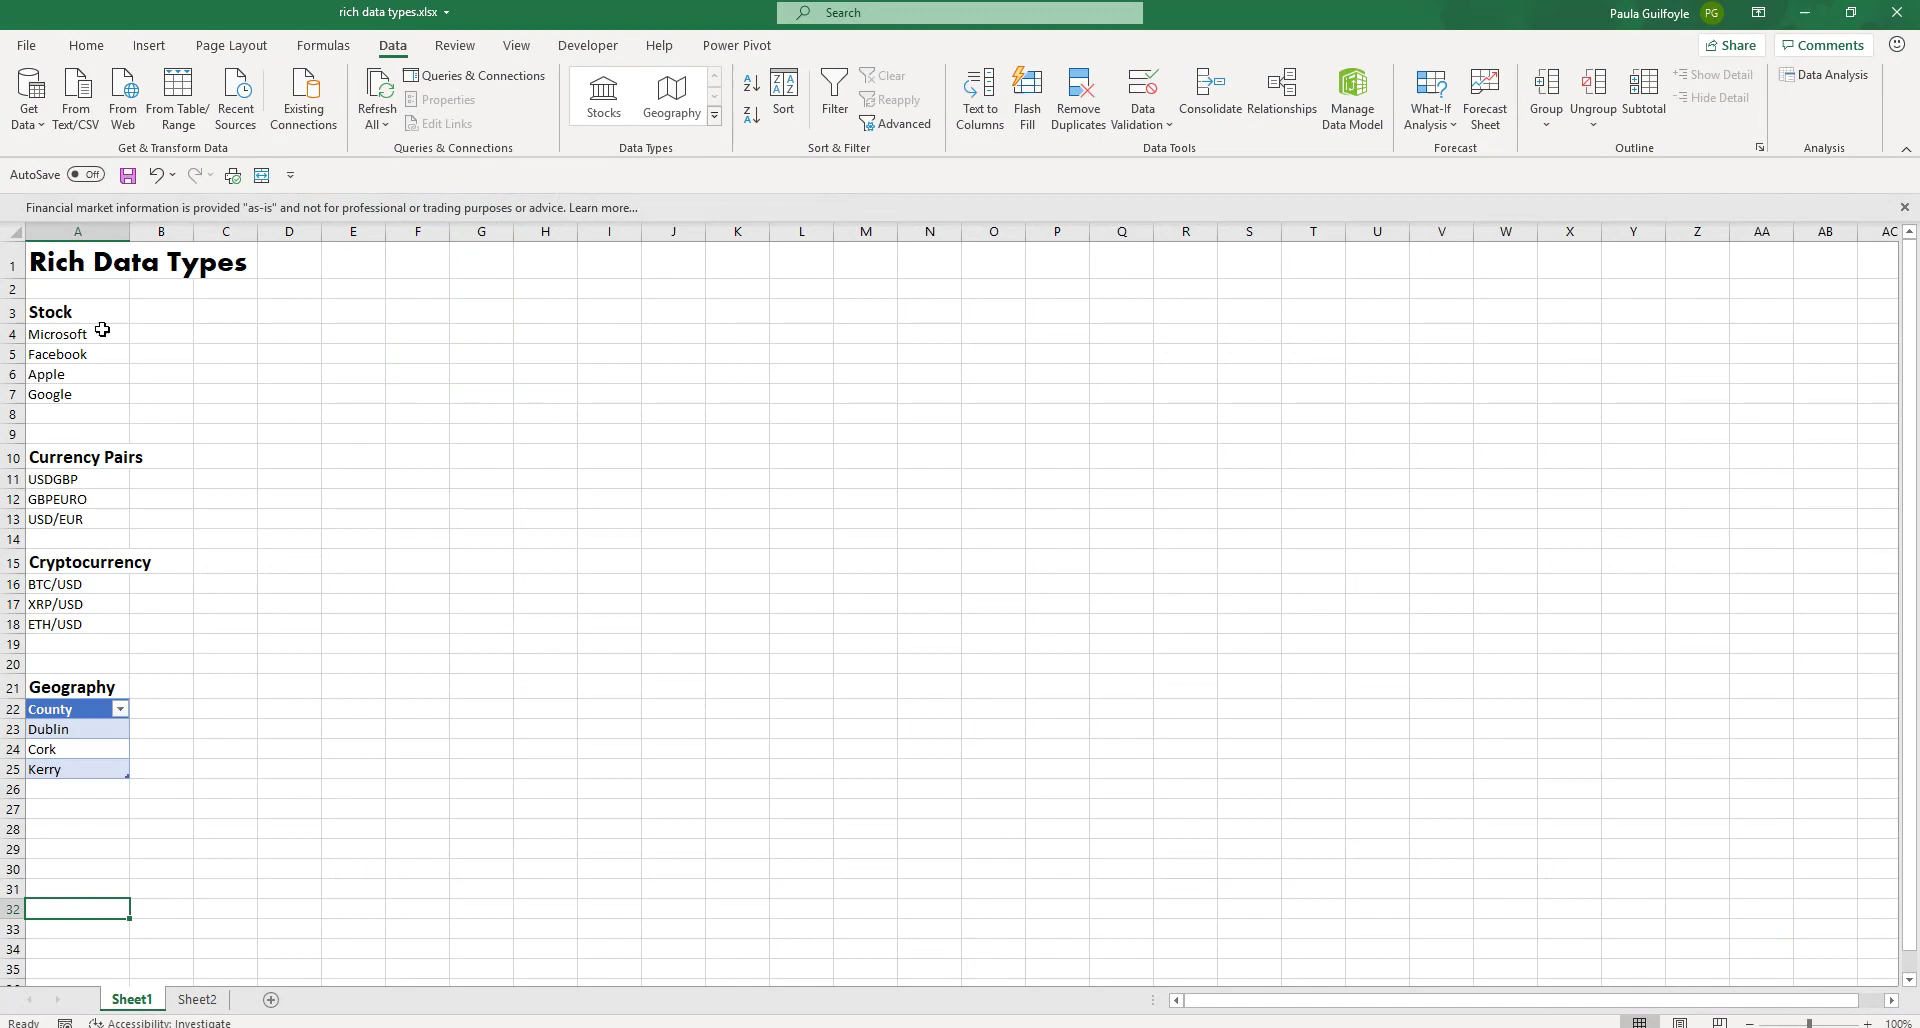 rich data types.xlsx
Search
Paula Guilfoyle PG
File Home Insert Page Layout Formulas Data Review View Developer Help Power Pivot Share Comments
Get Data
From Text/CSV
From Web
From Table/ Range
Recent Sources
Existing Connections
Get & Transform Data
Refresh All
Queries & Connections
Properties
Edit Links
Queries & Connections
Stocks
Geography
Data Types
Sort
Filter
Clear
Reapply
Advanced
Sort & Filter
Text to Columns
Flash Fill
Remove Duplicates
Data Validation
Consolidate
Relationships
Manage Data Model
Data Tools
What-If Analysis
Forecast Sheet
Forecast
Group
Ungroup
Subtotal
Show Detail
Hide Detail
Outline
Data Analysis
Analysis
AutoSave Off
Financial market information is provided "as-is" and not for professional or trading purposes or advice. Learn more...
A B C D E F G H I J K L M N O P Q R S T U V W X Y Z AA AB AC
1 Rich Data Types
2
3 Stock
4 Microsoft
5 Facebook
6 Apple
7 Google
8
9
10 Currency Pairs
11 USDGBP
12 GBPEURO
13 USD/EUR
14
15 Cryptocurrency
16 BTC/USD
17 XRP/USD
18 ETH/USD
19
20
21 Geography
22 County
23 Dublin
24 Cork
25 Kerry
26
27
28
29
30
31
32
33
34
35
Sheet1 Sheet2
Ready Accessibility: Investigate 100%